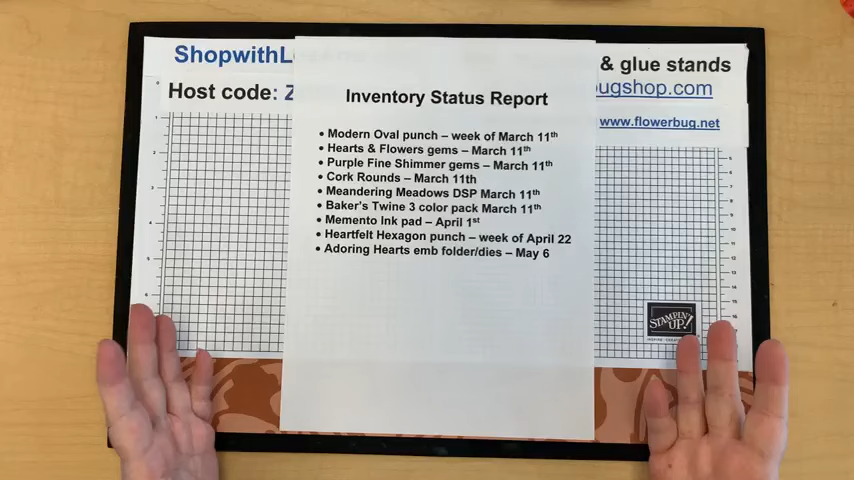 ShopwithL
& glue stands
Host code: Z
bugshop.com
www.flowerbug.net
Inventory Status Report
• Modern Oval punch – week of March 11th
• Hearts & Flowers gems – March 11th
• Purple Fine Shimmer gems – March 11th
• Cork Rounds – March 11th
• Meandering Meadows DSP March 11th
• Baker's Twine 3 color pack March 11th
• Memento Ink pad – April 1st
• Heartfelt Hexagon punch – week of April 22
• Adoring Hearts emb folder/dies – May 6
STAMPIN' UP!